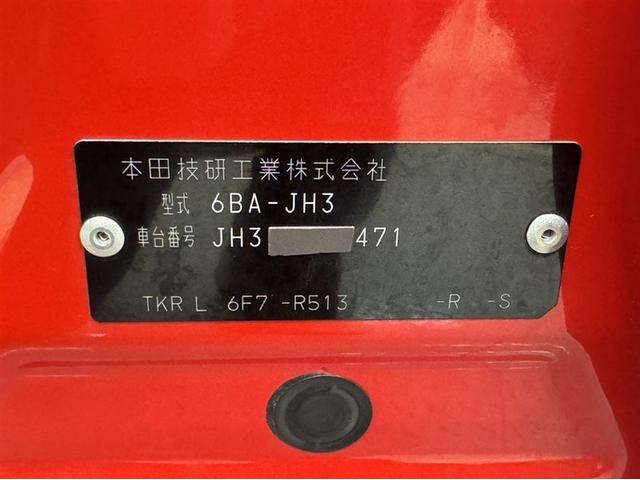 本田技研工業株式会社
型式 6BA-JH3
車台番号 JH3 471
TKR L 6F7 -R513 -R -S